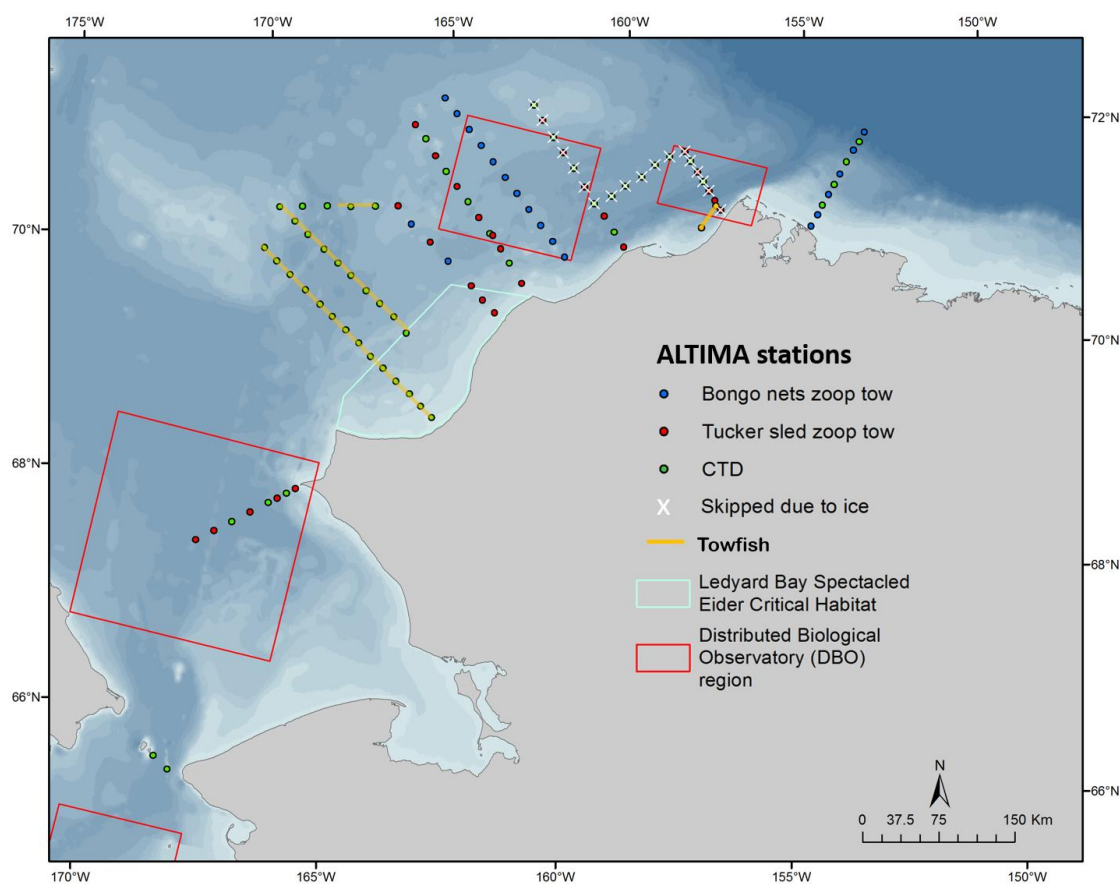 175°W 170°W 165°W 160°W 155°W 150°W
72°N
70°N
70°N
68°N
68°N
66°N
66°N
ALTIMA stations
Bongo nets zoop tow
Tucker sled zoop tow
CTD
X Skipped due to ice
Towfish
Ledyard Bay Spectacled
Eider Critical Habitat
Distributed Biological
Observatory (DBO)
region
N
0 37.5 75 150 Km
170°W 165°W 160°W 155°W 150°W